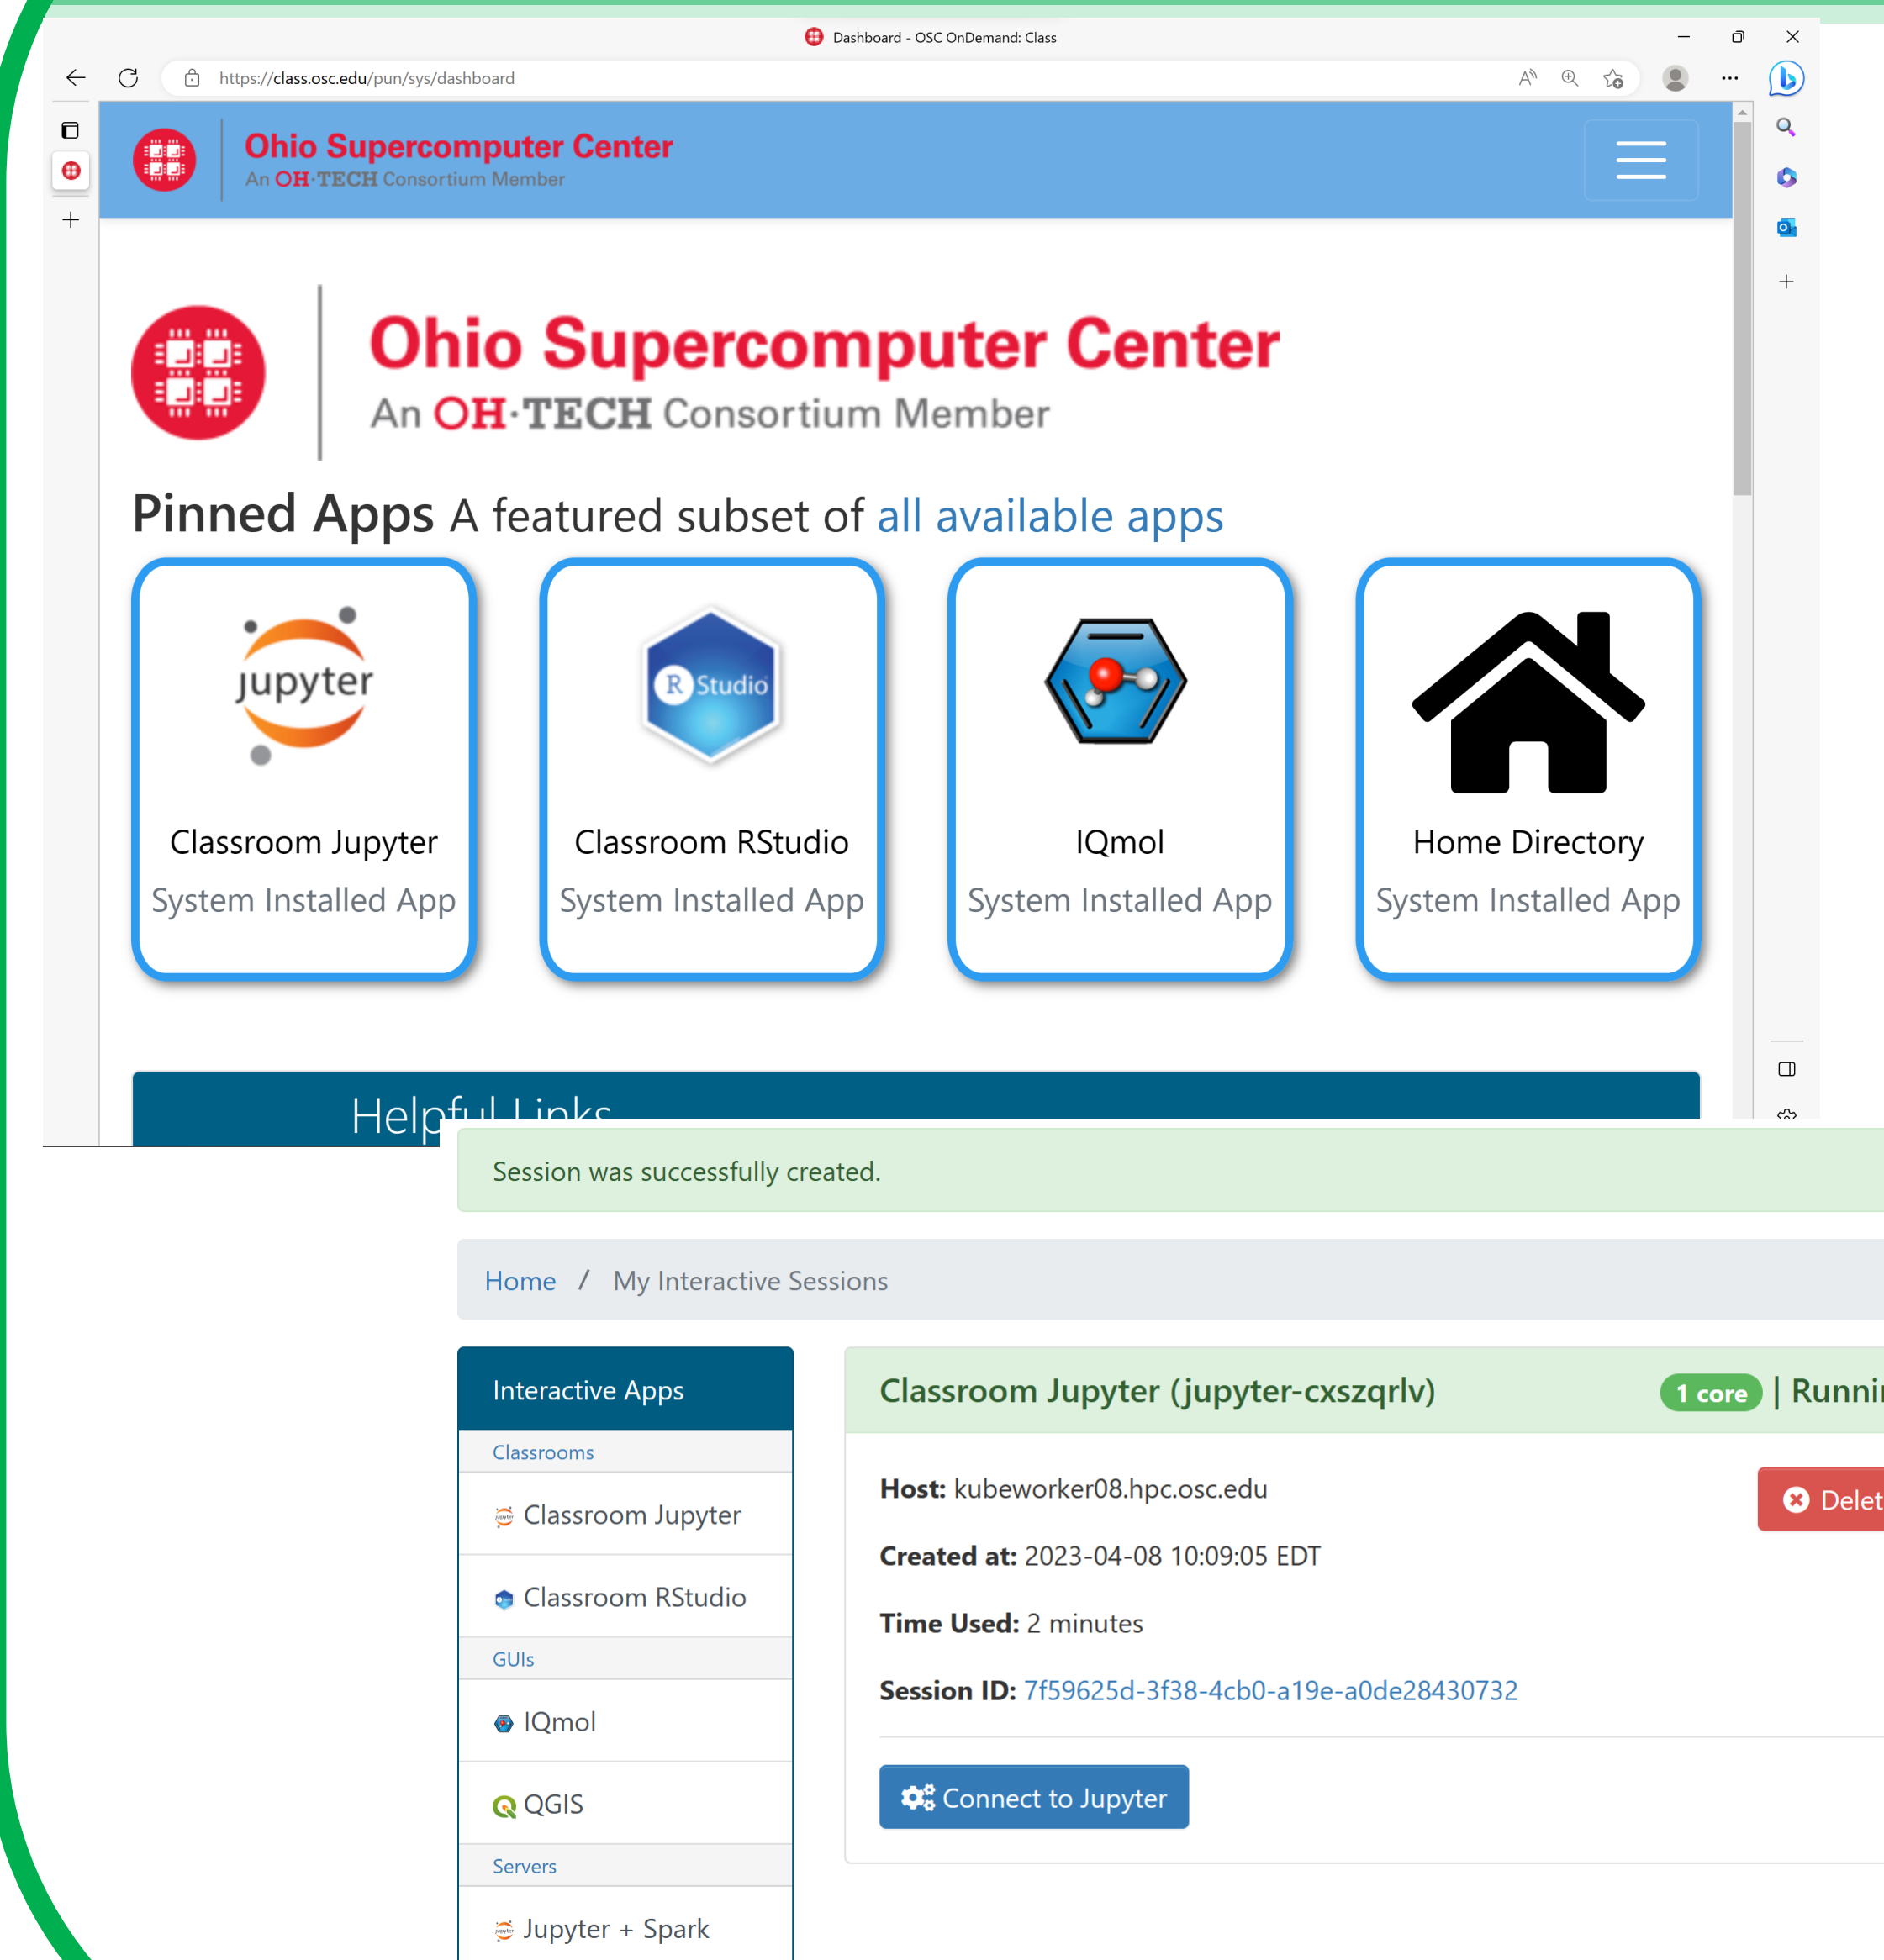 Dashboard - OSC OnDemand: Class
https://class.osc.edu/pun/sys/dashboard
Ohio Supercomputer Center
An OH·TECH Consortium Member
Ohio Supercomputer Center
An OH·TECH Consortium Member
Pinned Apps A featured subset of all available apps
jupyter
R Studio
Classroom Jupyter
System Installed App
Classroom RStudio
System Installed App
IQmol
System Installed App
Home Directory
System Installed App
Helpful Links
Session was successfully created.
Home / My Interactive Sessions
Interactive Apps
Classrooms
Classroom Jupyter
Classroom RStudio
GUIs
IQmol
QGIS
Servers
Jupyter + Spark
Classroom Jupyter (jupyter-cxszqrlv)
1 core | Runni
Host: kubeworker08.hpc.osc.edu
Delet
Created at: 2023-04-08 10:09:05 EDT
Time Used: 2 minutes
Session ID: 7f59625d-3f38-4cb0-a19e-a0de28430732
Connect to Jupyter